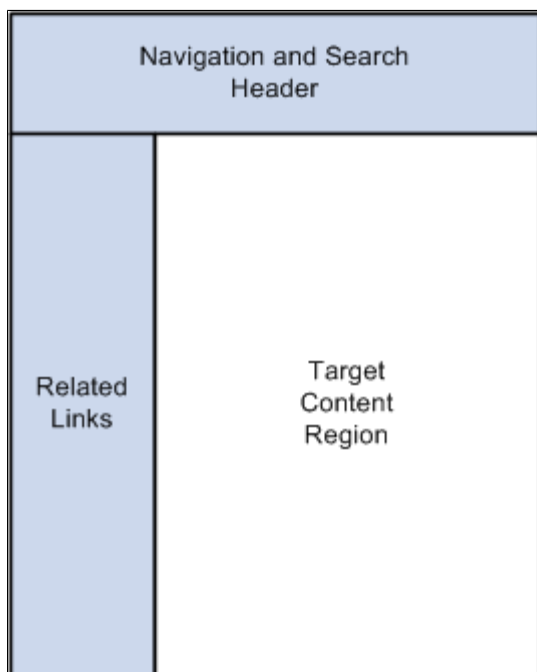 Navigation and Search
Header
Related
Links
Target
Content
Region